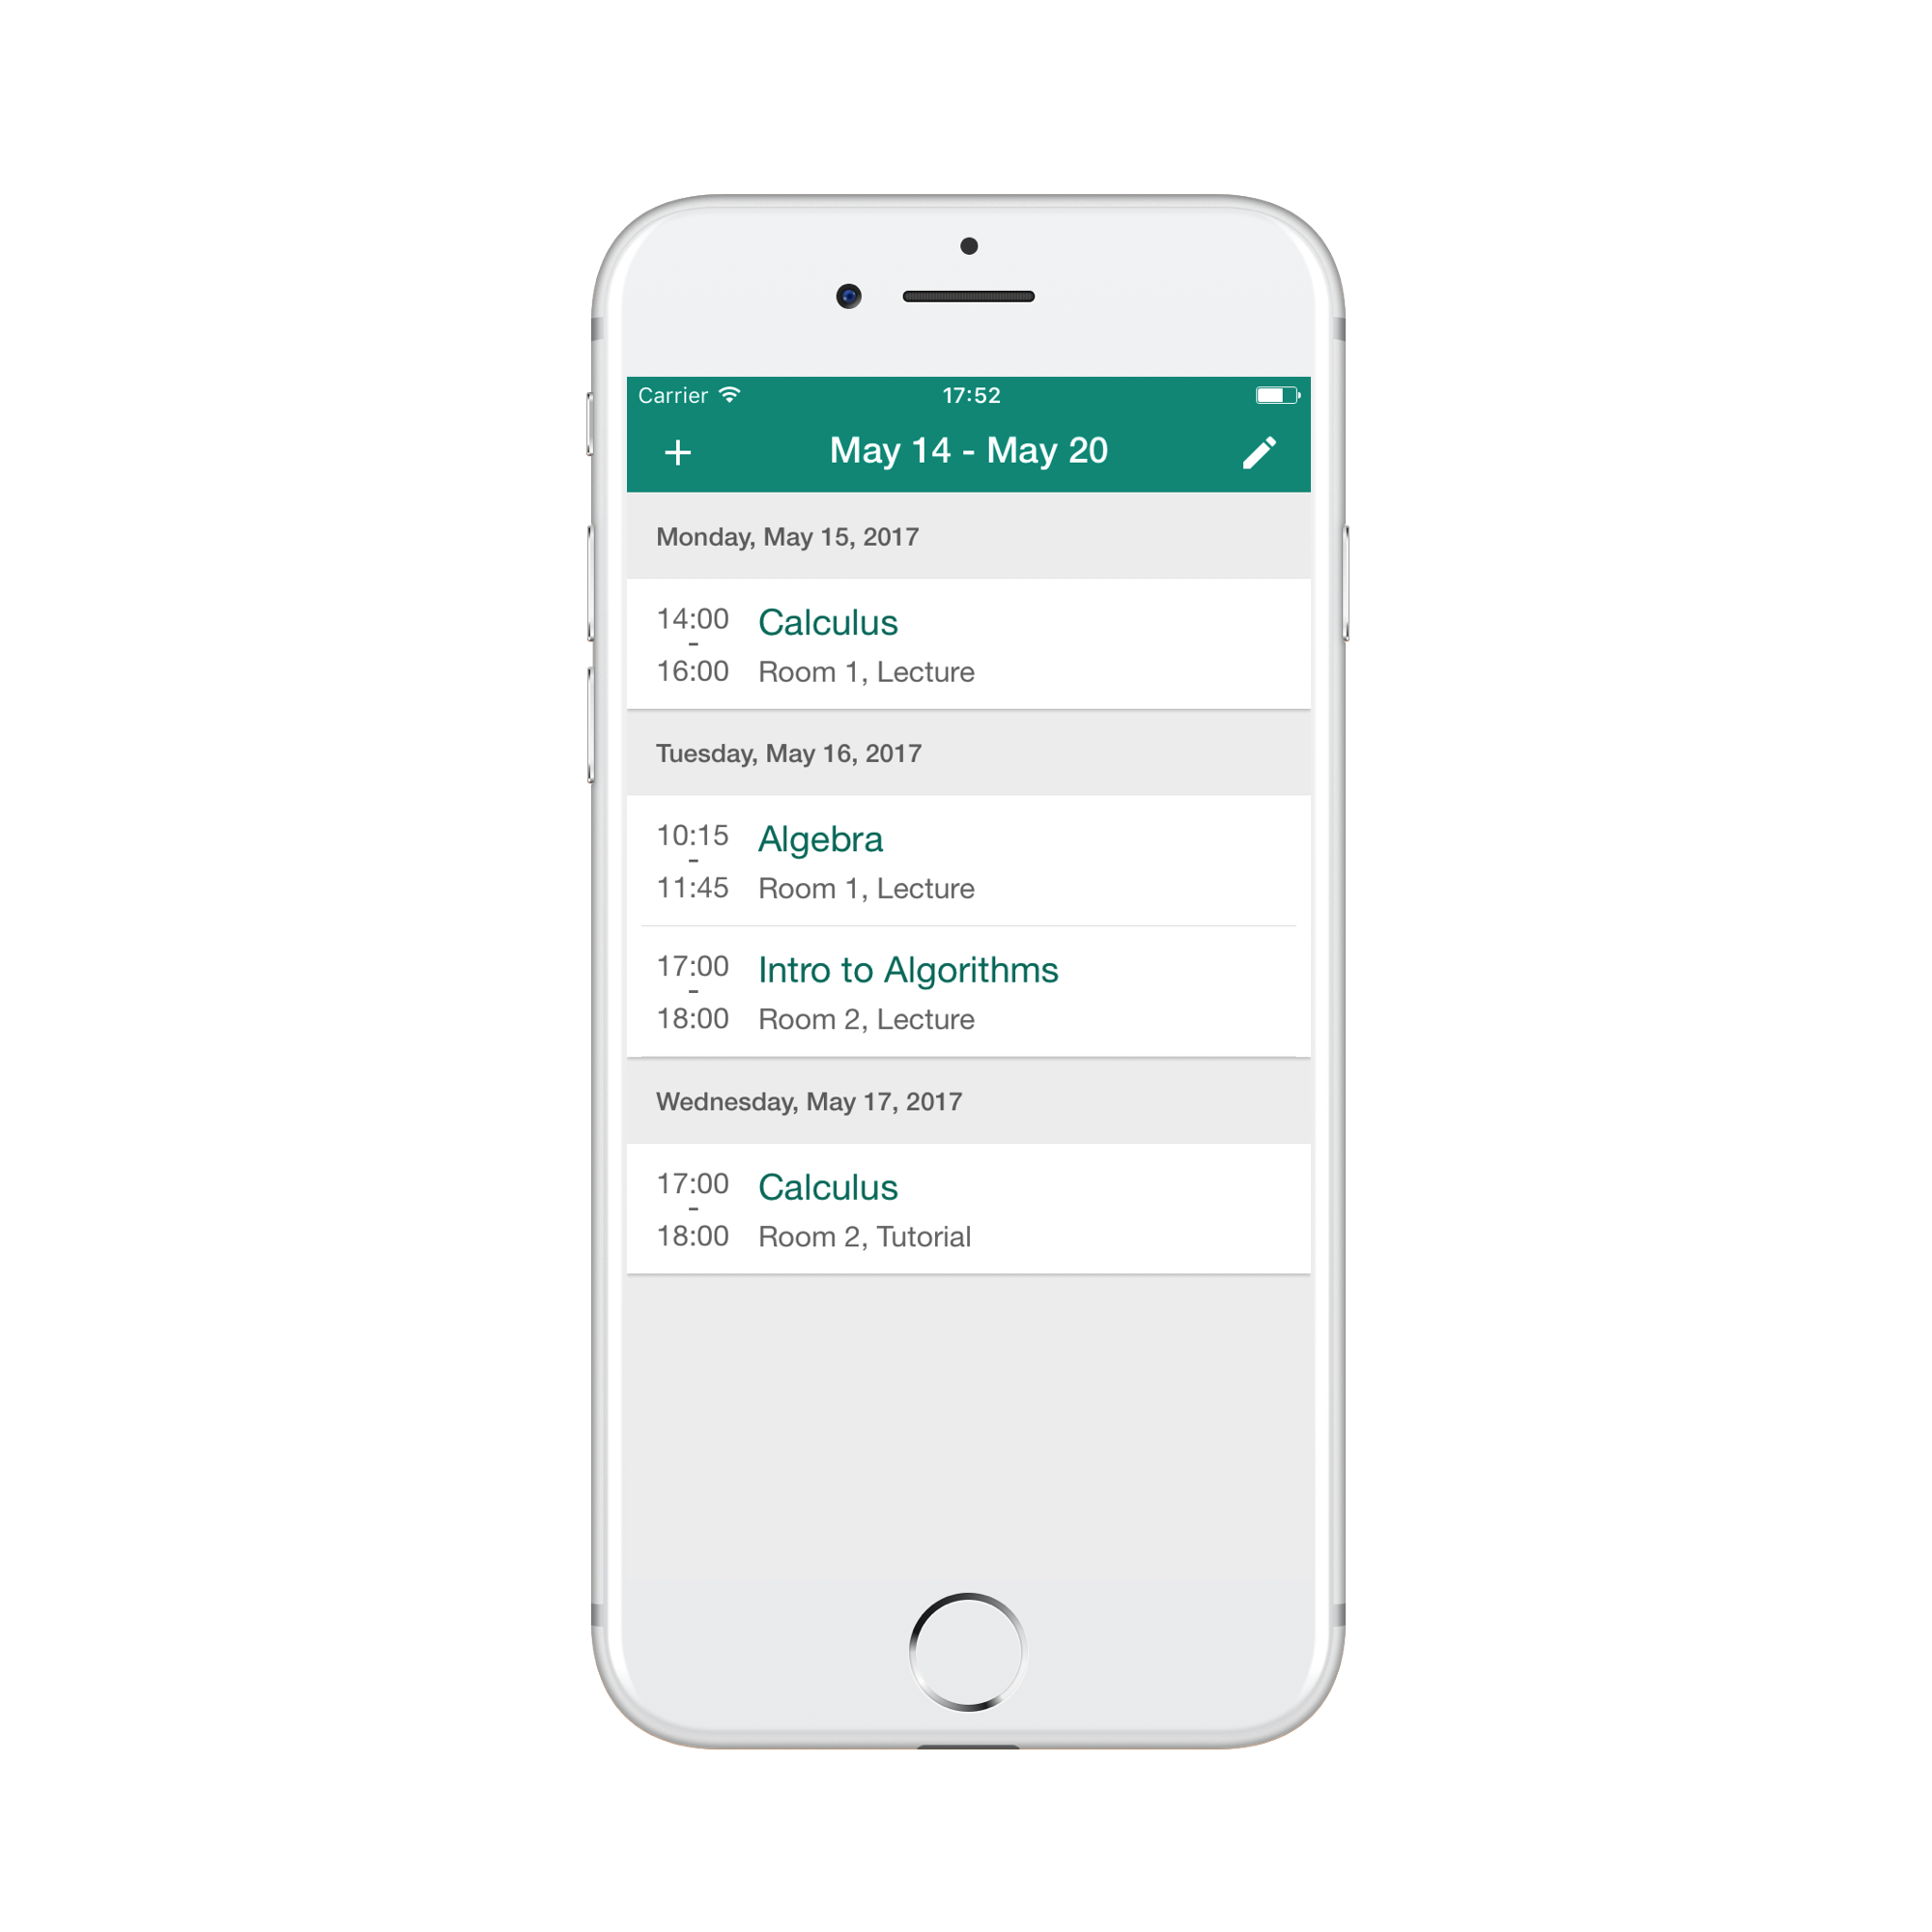 Carrier 17:52
May 14 - May 20
Monday, May 15, 2017
14:00 Calculus
-
16:00 Room 1, Lecture
Tuesday, May 16, 2017
10:15 Algebra
-
11:45 Room 1, Lecture
17:00 Intro to Algorithms
-
18:00 Room 2, Lecture
Wednesday, May 17, 2017
17:00 Calculus
-
18:00 Room 2, Tutorial